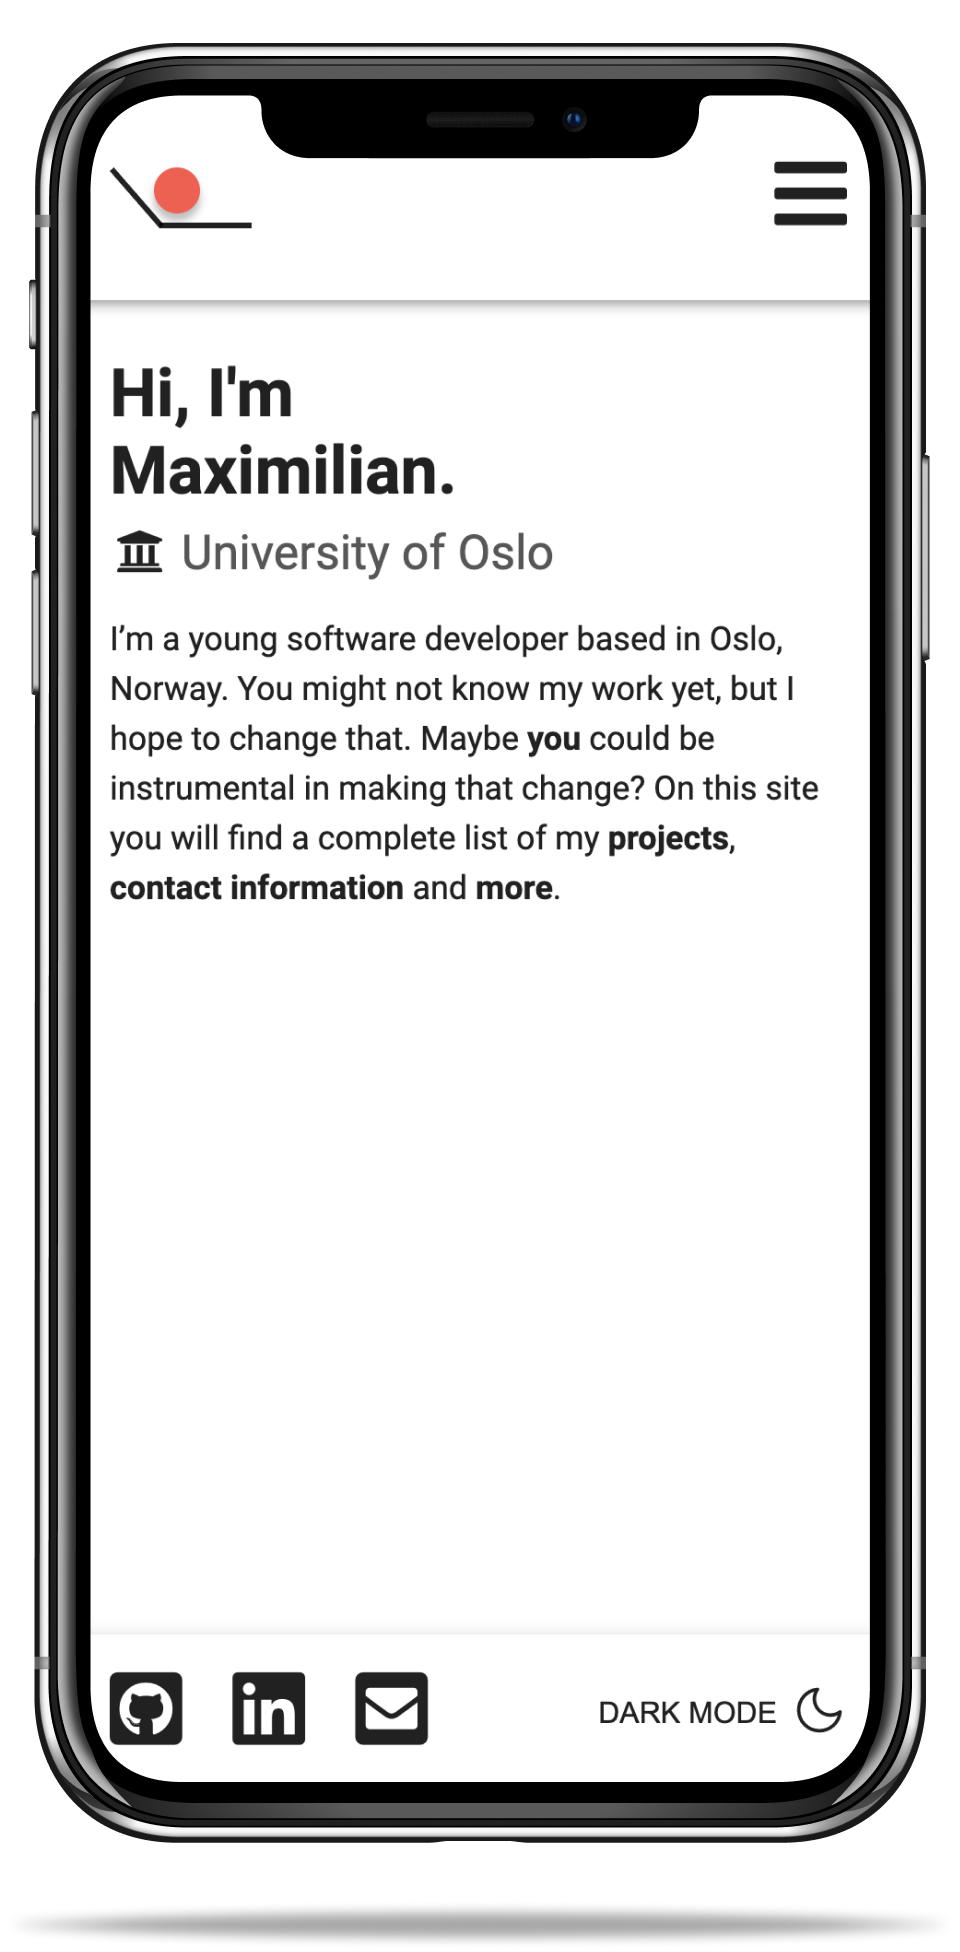 Hi, I'm
Maximilian.
University of Oslo
I’m a young software developer based in Oslo,
Norway. You might not know my work yet, but I
hope to change that. Maybe you could be
instrumental in making that change? On this site
you will find a complete list of my projects,
contact information and more.
in
DARK MODE